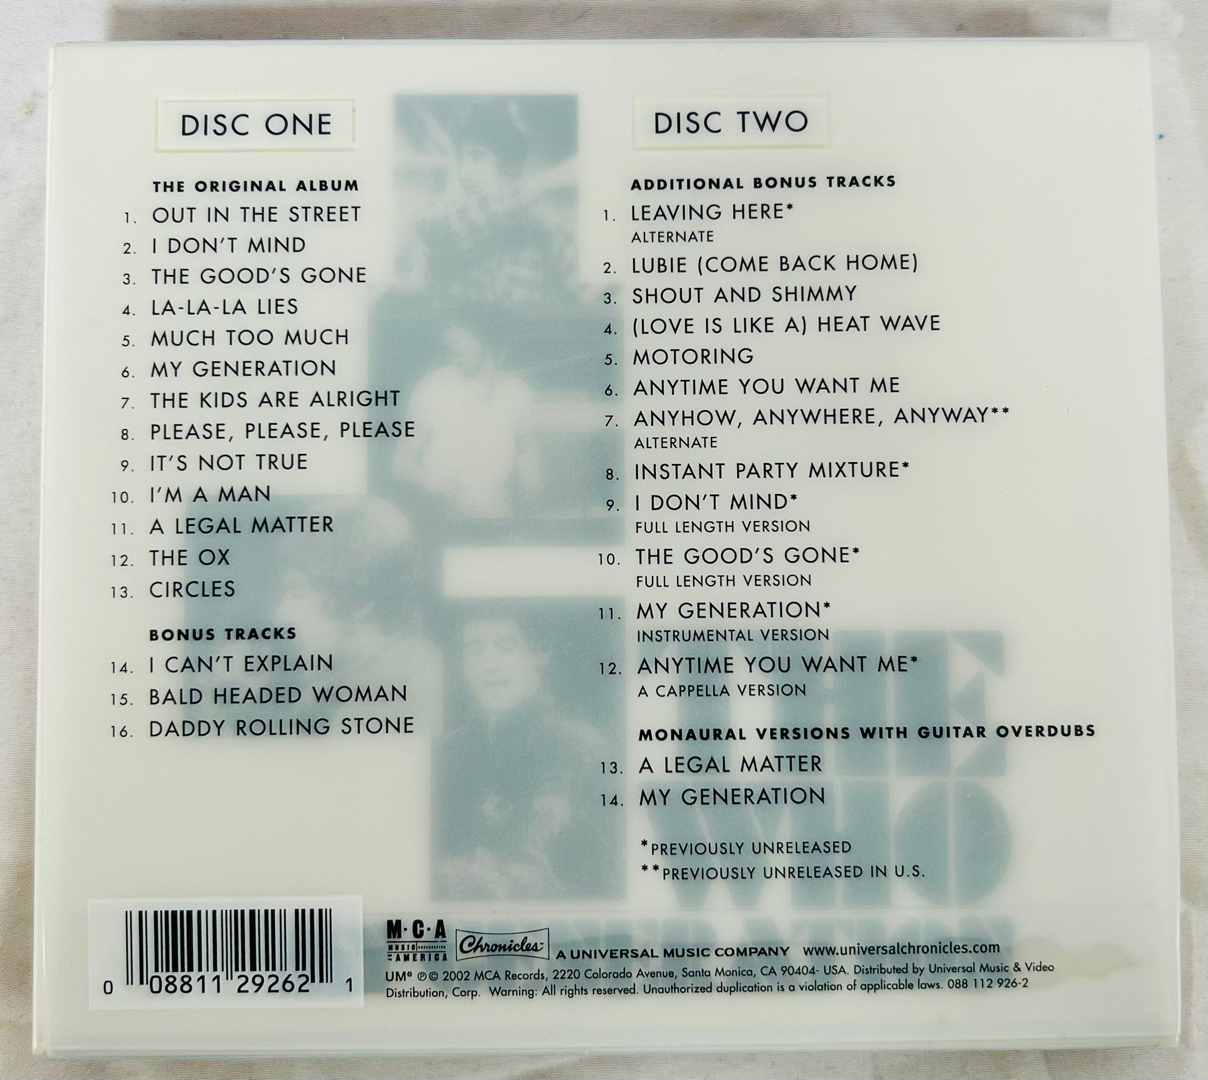 DISC ONE
THE ORIGINAL ALBUM
1. OUT IN THE STREET
2. I DON'T MIND
3. THE GOOD'S GONE
4. LA-LA-LA LIES
5. MUCH TOO MUCH
6. MY GENERATION
7. THE KIDS ARE ALRIGHT
8. PLEASE, PLEASE, PLEASE
9. IT'S NOT TRUE
10. I'M A MAN
11. A LEGAL MATTER
12. THE OX
13. CIRCLES
BONUS TRACKS
14. I CAN'T EXPLAIN
15. BALD HEADED WOMAN
16. DADDY ROLLING STONE
DISC TWO
ADDITIONAL BONUS TRACKS
1. LEAVING HERE*
ALTERNATE
2. LUBIE (COME BACK HOME)
3. SHOUT AND SHIMMY
4. (LOVE IS LIKE A) HEAT WAVE
5. MOTORING
6. ANYTIME YOU WANT ME
7. ANYHOW, ANYWHERE, ANYWAY**
ALTERNATE
8. INSTANT PARTY MIXTURE*
9. I DON'T MIND*
FULL LENGTH VERSION
10. THE GOOD'S GONE*
FULL LENGTH VERSION
11. MY GENERATION*
INSTRUMENTAL VERSION
12. ANYTIME YOU WANT ME*
A CAPPELLA VERSION
MONAURAL VERSIONS WITH GUITAR OVERDUBS
13. A LEGAL MATTER
14. MY GENERATION
*PREVIOUSLY UNRELEASED
**PREVIOUSLY UNRELEASED IN U.S.
THE
WHO
0 08811 29262 1
M·C·A
MUSIC
AMERICA
Chronicles
A UNIVERSAL MUSIC COMPANY www.universalchronicles.com
UM® ℗© 2002 MCA Records, 2220 Colorado Avenue, Santa Monica, CA 90404- USA. Distributed by Universal Music & Video
Distribution, Corp. Warning: All rights reserved. Unauthorized duplication is a violation of applicable laws. 088 112 926-2